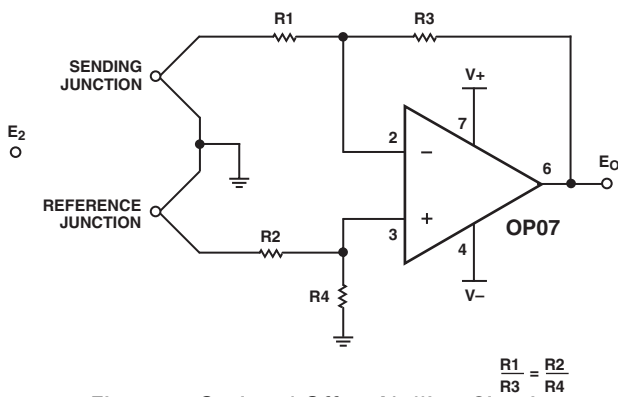 R1
R3
SENDING
JUNCTION
V+
7
2
−
6
E2
EO
REFERENCE
JUNCTION
R2
+
3
OP07
4
R4
V−
R1/R3 = R2/R4